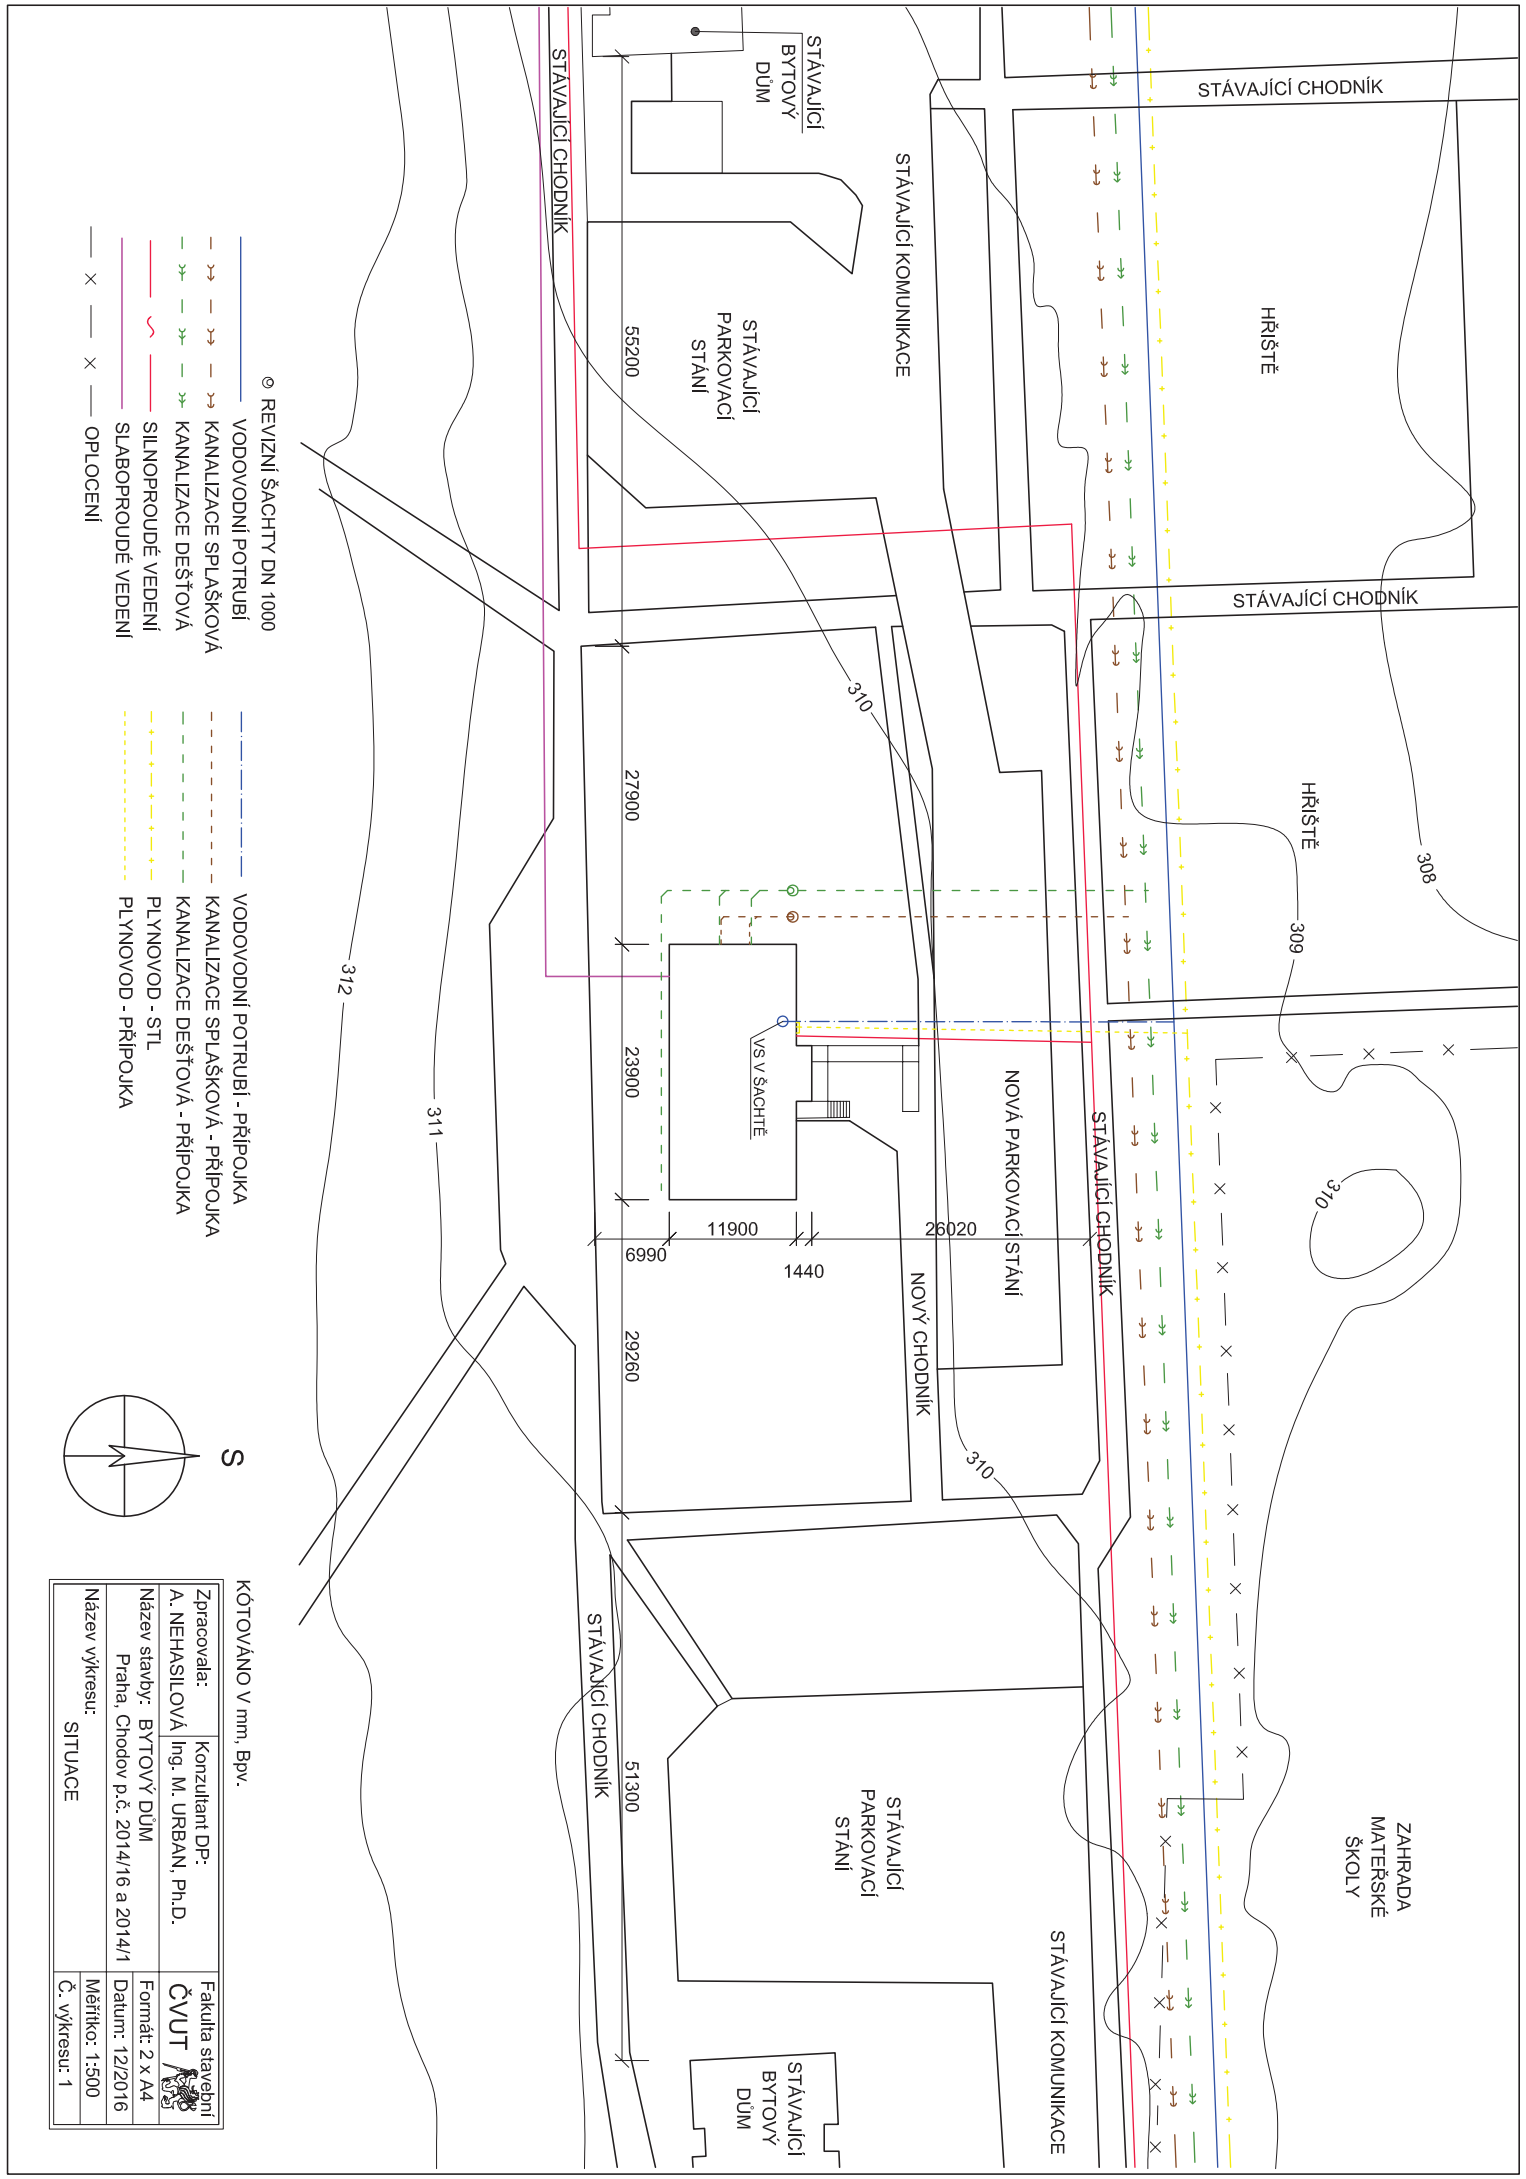 STÁVAJÍCÍ CHODNÍK
HŘIŠTĚ
STÁVAJÍCÍ CHODNÍK
HŘIŠTĚ
308
309
310
ZAHRADA
MATEŘSKÉ
ŠKOLY
STÁVAJÍCÍ
BYTOVÝ
DŮM
STÁVAJÍCÍ KOMUNIKACE
STÁVAJÍCÍ CHODNÍK
STÁVAJÍCÍ
PARKOVACÍ
STÁNÍ
55200
310
27900
23900
VS V ŠACHTĚ
NOVÁ PARKOVACÍ STÁNÍ
STÁVAJÍCÍ CHODNÍK
6990
11900
1440
26020
NOVÝ CHODNÍK
29260
310
STÁVAJÍCÍ CHODNÍK
51300
STÁVAJÍCÍ
PARKOVACÍ
STÁNÍ
STÁVAJÍCÍ KOMUNIKACE
STÁVAJÍCÍ
BYTOVÝ
DŮM
312
311
REVIZNÍ ŠACHTY DN 1000
VODOVODNÍ POTRUBÍ
KANALIZACE SPLAŠKOVÁ
KANALIZACE DEŠŤOVÁ
SILNOPROUDÉ VEDENÍ
SLABOPROUDÉ VEDENÍ
OPLOCENÍ
VODOVODNÍ POTRUBÍ - PŘÍPOJKA
KANALIZACE SPLAŠKOVÁ - PŘÍPOJKA
KANALIZACE DEŠŤOVÁ - PŘÍPOJKA
PLYNOVOD - STL
PLYNOVOD - PŘÍPOJKA
S
KÓTOVÁNO V mm, Bpv.
Zpracovala: Konzultant DP: Fakulta stavební
A. NEHASILOVÁ Ing. M. URBAN, Ph.D. ČVUT
Název stavby: BYTOVÝ DŮM Formát: 2 x A4
Praha, Chodov p.č. 2014/16 a 2014/1 Datum: 12/2016
Název výkresu: Měřítko: 1:500
SITUACE Č. výkresu: 1